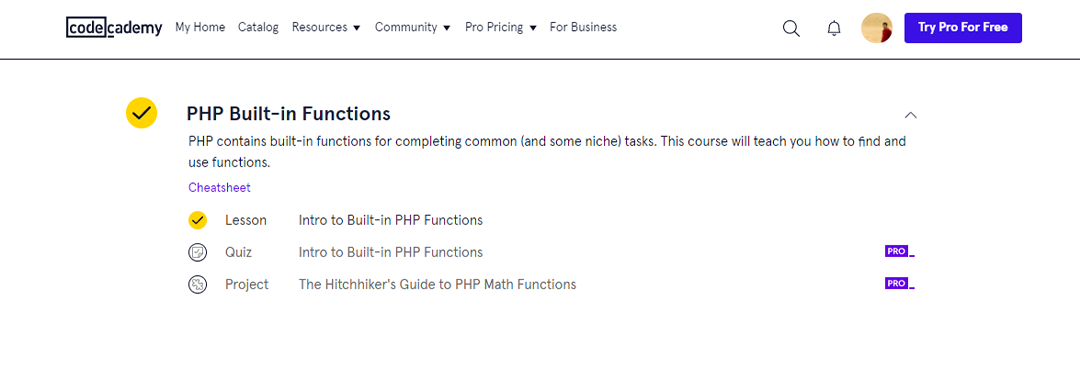 codecademy My Home Catalog Resources Community Pro Pricing For Business Try Pro For Free
PHP Built-in Functions
PHP contains built-in functions for completing common (and some niche) tasks. This course will teach you how to find and
use functions.
Cheatsheet
Lesson Intro to Built-in PHP Functions
Quiz Intro to Built-in PHP Functions PRO_
Project The Hitchhiker's Guide to PHP Math Functions PRO_